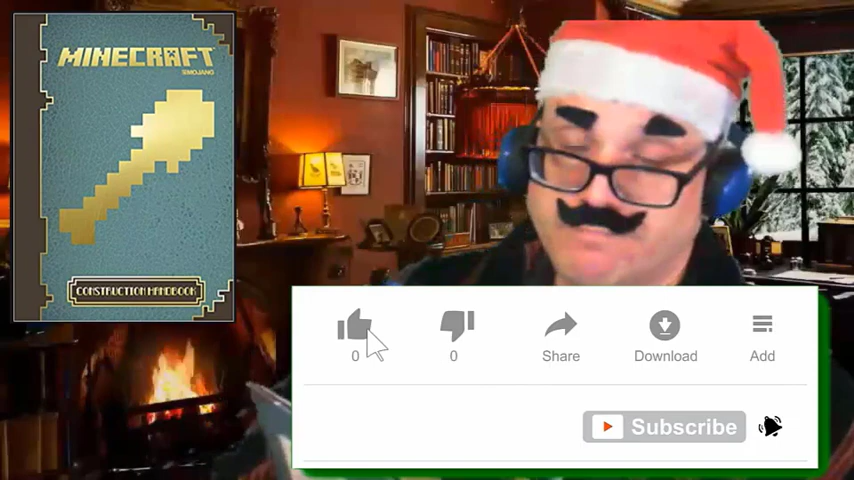 MINECRAFT
MOJANG
CONSTRUCTION HANDBOOK
0
0
Share
Download
Add
Subscribe